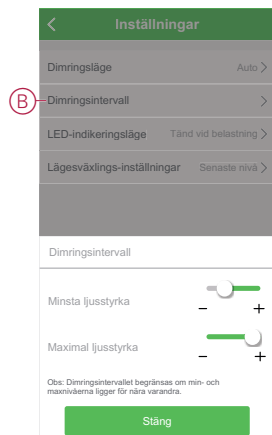 Inställningar
Dimringsläge Auto
B Dimringsintervall
LED-indikeringsläge Tänd vid belastning
Lägesväxlings-inställningar Senaste nivå
Dimringsintervall
Minsta ljusstyrka
- +
Maximal ljusstyrka
- +
Obs: Dimringsintervallet begränsas om min- och
maxnivåerna ligger för nära varandra.
Stäng